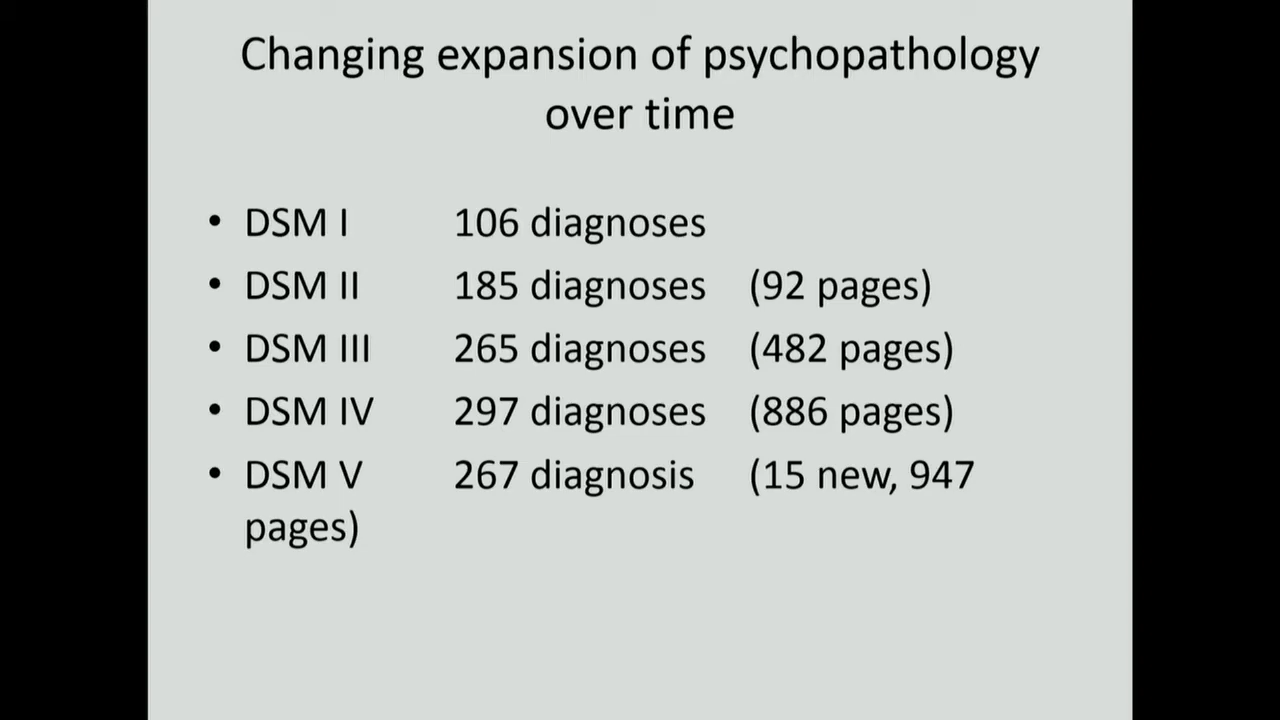 Changing expansion of psychopathology
over time
• DSM I 106 diagnoses
• DSM II 185 diagnoses (92 pages)
• DSM III 265 diagnoses (482 pages)
• DSM IV 297 diagnoses (886 pages)
• DSM V 267 diagnosis (15 new, 947
pages)